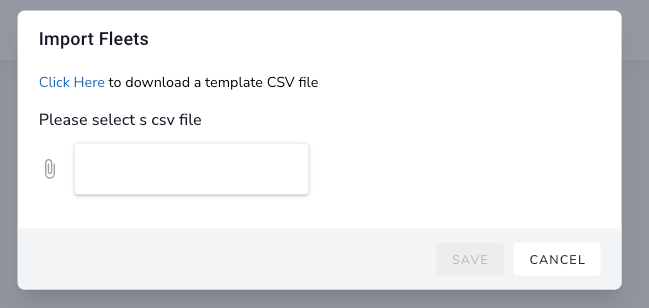 Import Fleets
Click Here to download a template CSV file
Please select s csv file
SAVE
CANCEL